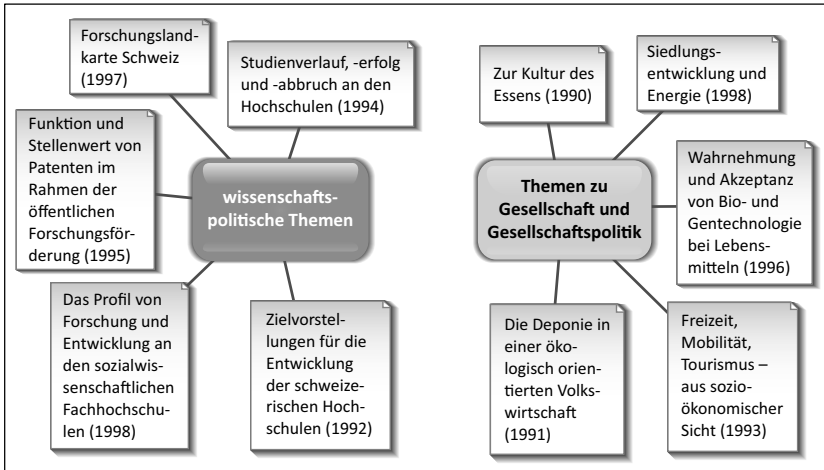 Forschungsland-
karte Schweiz
(1997)
Studienverlauf, -erfolg
und -abbruch an den
Hochschulen (1994)
Funktion und
Stellenwert von
Patenten im
Rahmen der
öffentlichen
Forschungsför-
derung (1995)
wissenschafts-
politische Themen
Das Profil von
Forschung und
Entwicklung an
den sozialwis-
senschaftlichen
Fachhochschu-
len (1998)
Zielvorstel-
lungen für die
Entwicklung
der schweize-
rischen Hoch-
schulen (1992)
Zur Kultur des
Essens (1990)
Siedlungs-
entwicklung und
Energie (1998)
Themen zu
Gesellschaft und
Gesellschaftspolitik
Wahrnehmung
und Akzeptanz
von Bio- und
Gentechnologie
bei Lebens-
mitteln (1996)
Die Deponie in
einer öko-
logisch orien-
tierten Volks-
wirtschaft
(1991)
Freizeit,
Mobilität,
Tourismus –
aus sozio-
ökonomischer
Sicht (1993)